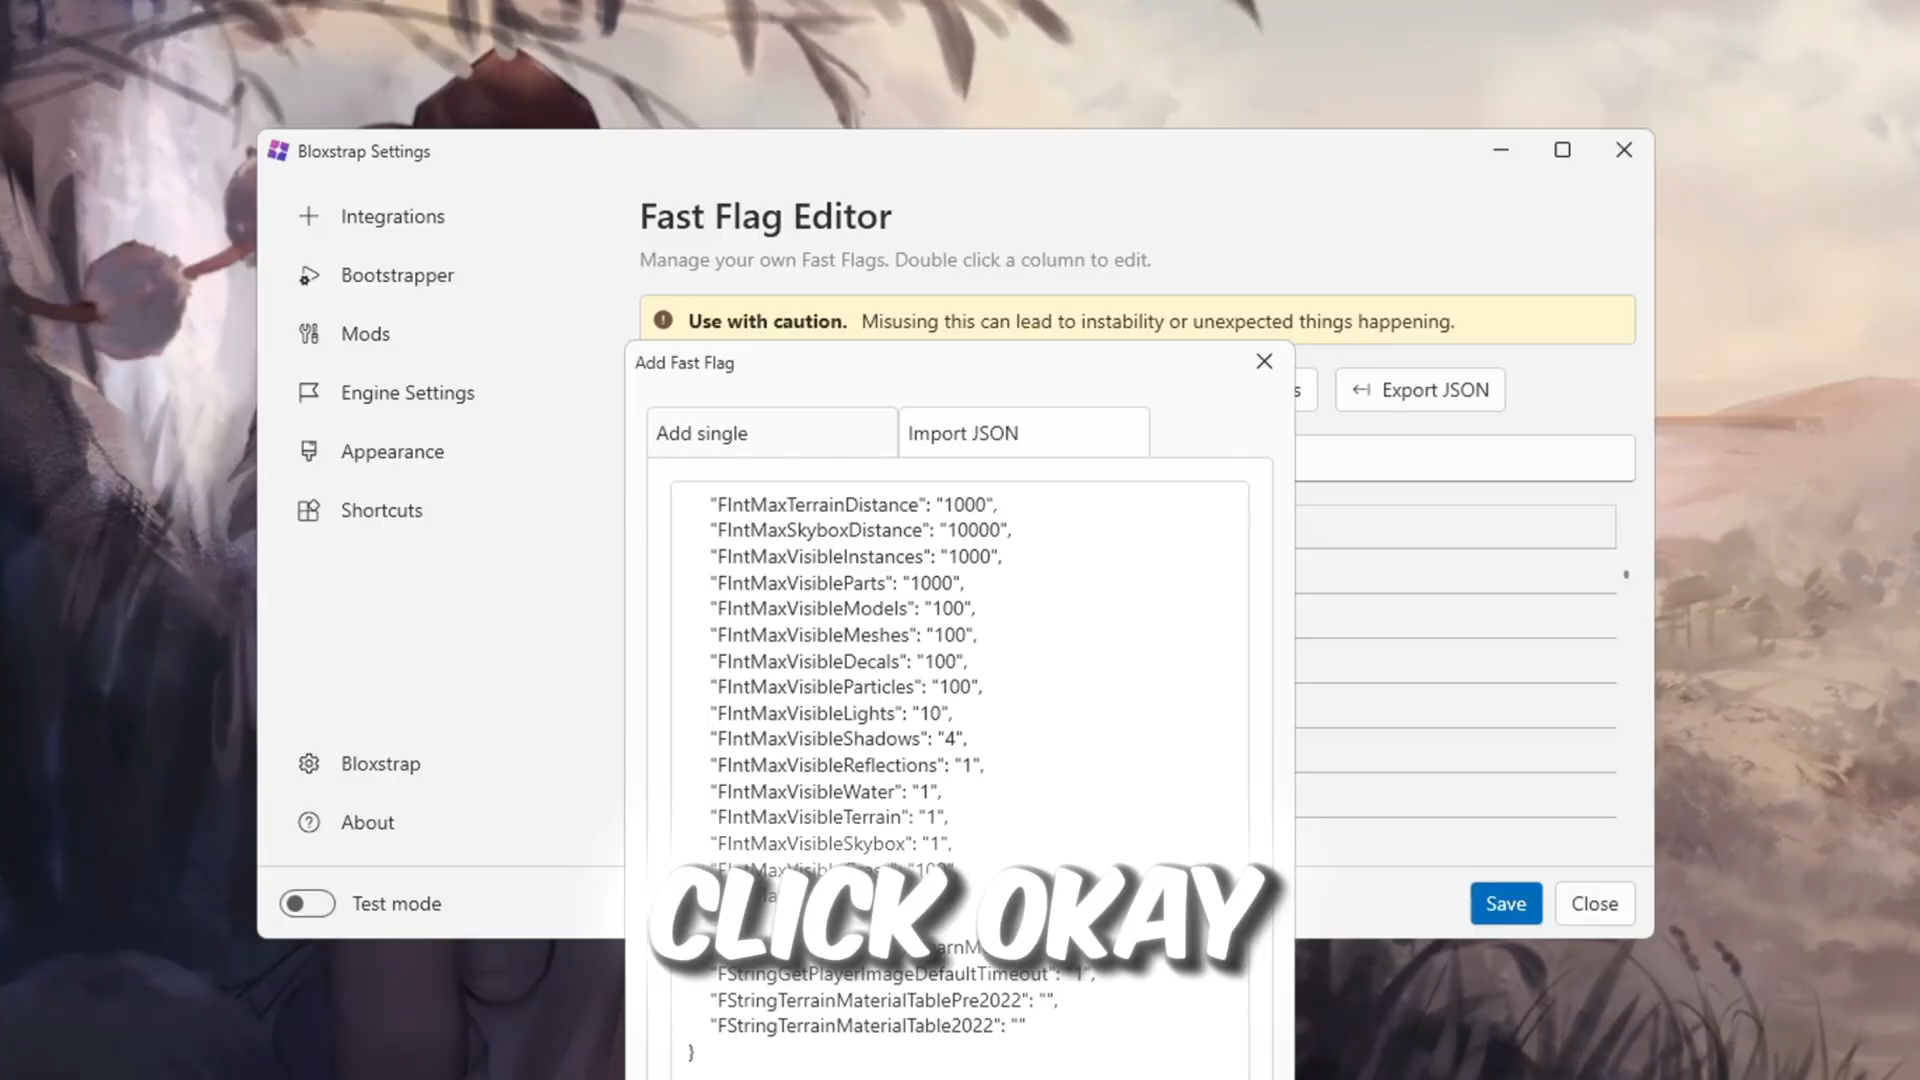 Bloxstrap Settings
Integrations
Bootstrapper
Mods
Engine Settings
Appearance
Shortcuts
Bloxstrap
About
Test mode
Fast Flag Editor
Manage your own Fast Flags. Double click a column to edit.
Use with caution. Misusing this can lead to instability or unexpected things happening.
Export JSON
Add Fast Flag
Add single
Import JSON
"FIntMaxTerrainDistance": "1000",
"FIntMaxSkyboxDistance": "10000",
"FIntMaxVisibleInstances": "1000",
"FIntMaxVisibleParts": "1000",
"FIntMaxVisibleModels": "100",
"FIntMaxVisibleMeshes": "100",
"FIntMaxVisibleDecals": "100",
"FIntMaxVisibleParticles": "100",
"FIntMaxVisibleLights": "10",
"FIntMaxVisibleShadows": "4",
"FIntMaxVisibleReflections": "1",
"FIntMaxVisibleWater": "1",
"FIntMaxVisibleTerrain": "1",
"FIntMaxVisibleSkybox": "1",
CLICK OKAY
"FStringGetPlayerImageDefaultTimeout": "1",
"FStringTerrainMaterialTablePre2022": "",
"FStringTerrainMaterialTable2022": ""
}
Save
Close